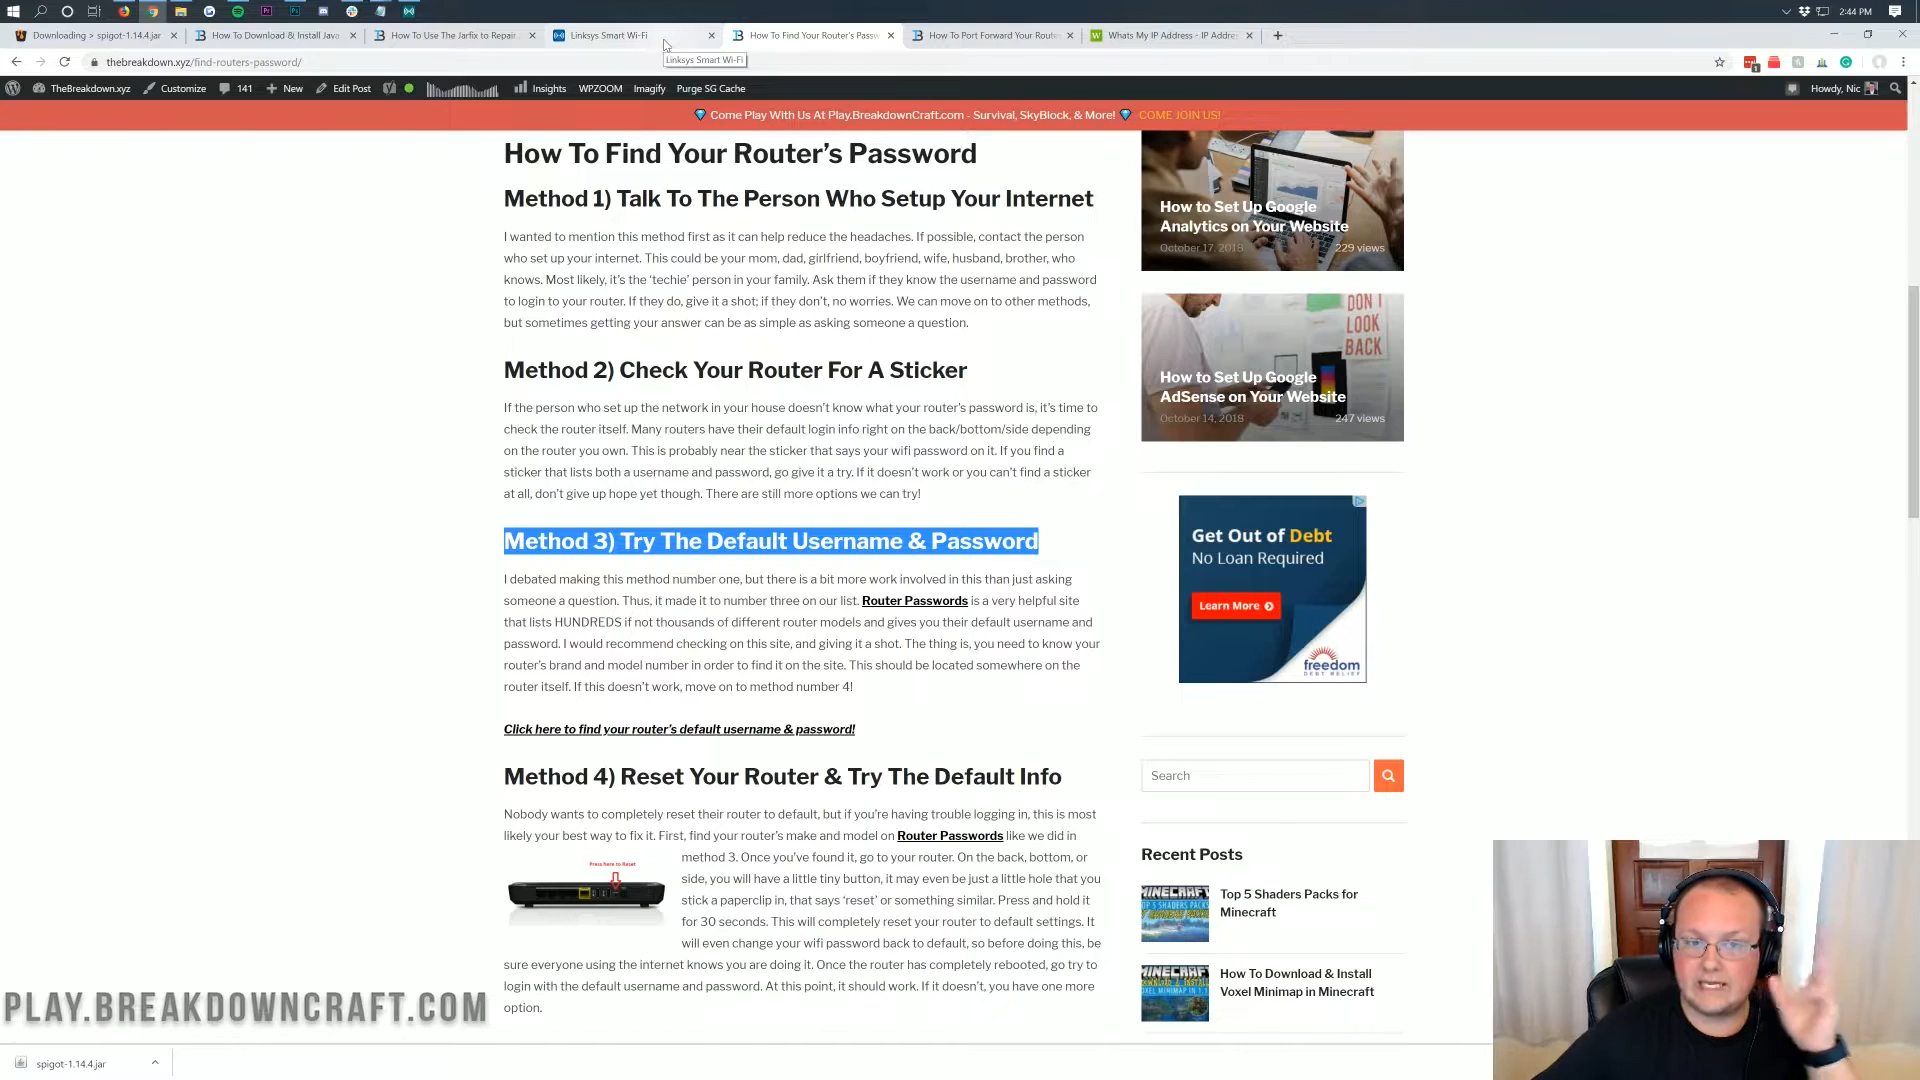 2:44 PM
Downloading > spigot-1.14.4.jar
How To Download & Install Java
How To Use The Jarfix to Repair
Linksys Smart Wi-Fi
How To Find Your Router's Passw
How To Port Forward Your Route
Whats My IP Address - IP Addre
Linksys Smart Wi-Fi
thebreakdown.xyz/find-routers-password/
TheBreakdown.xyz
Customize
141
New
Edit Post
Insights
WPZOOM
Imagify
Purge SG Cache
Howdy, Nic
Come Play With Us At Play.BreakdownCraft.com - Survival, SkyBlock, & More! COME JOIN US!
How To Find Your Router's Password
Method 1) Talk To The Person Who Setup Your Internet
I wanted to mention this method first as it can help reduce the headaches. If possible, contact the person
who set up your internet. This could be your mom, dad, girlfriend, boyfriend, wife, husband, brother, who
knows. Most likely, it's the 'techie' person in your family. Ask them if they know the username and password
to login to your router. If they do, give it a shot; if they don't, no worries. We can move on to other methods,
but sometimes getting your answer can be as simple as asking someone a question.
Method 2) Check Your Router For A Sticker
If the person who set up the network in your house doesn't know what your router's password is, it's time to
check the router itself. Many routers have their default login info right on the back/bottom/side depending
on the router you own. This is probably near the sticker that says your wifi password on it. If you find a
sticker that lists both a username and password, go give it a try. If it doesn't work or you can't find a sticker
at all, don't give up hope yet though. There are still more options we can try!
Method 3) Try The Default Username & Password
I debated making this method number one, but there is a bit more work involved in this than just asking
someone a question. Thus, it made it to number three on our list. Router Passwords is a very helpful site
that lists HUNDREDS if not thousands of different router models and gives you their default username and
password. I would recommend checking on this site, and giving it a shot. The thing is, you need to know your
router's brand and model number in order to find it on the site. This should be located somewhere on the
router itself. If this doesn't work, move on to method number 4!
Click here to find your router's default username & password!
Method 4) Reset Your Router & Try The Default Info
Nobody wants to completely reset their router to default, but if you're having trouble logging in, this is most
likely your best way to fix it. First, find your router's make and model on Router Passwords like we did in
Press here to Reset
method 3. Once you've found it, go to your router. On the back, bottom, or
side, you will have a little tiny button, it may even be just a little hole that you
stick a paperclip in, that says 'reset' or something similar. Press and hold it
for 30 seconds. This will completely reset your router to default settings. It
will even change your wifi password back to default, so before doing this, be
sure everyone using the internet knows you are doing it. Once the router has completely rebooted, go try to
login with the default username and password. At this point, it should work. If it doesn't, you have one more
option.
How to Set Up Google
Analytics on Your Website
October 17, 2018
229 views
DON'T
LOOK
BACK
How to Set Up Google
AdSense on Your Website
October 14, 2018
247 views
Get Out of Debt
No Loan Required
Learn More
freedom
DEBT RELIEF
Search
Recent Posts
MINECRAFT
TOP 5 SHADERS PACKS
Top 5 Shaders Packs for
Minecraft
MINECRAFT
DOWNLOAD & INSTALL
VOXEL MINIMAP IN 1.1
How To Download & Install
Voxel Minimap in Minecraft
PLAY.BREAKDOWNCRAFT.COM
spigot-1.14.4.jar